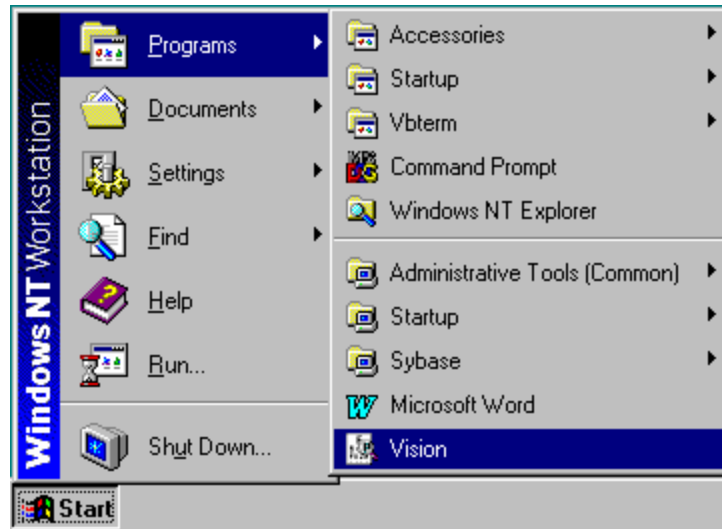 Windows NT Workstation
Programs
Documents
Settings
Find
Help
Run...
Shut Down...
Accessories
Startup
Vbterm
Command Prompt
Windows NT Explorer
Administrative Tools (Common)
Startup
Sybase
Microsoft Word
Vision
Start